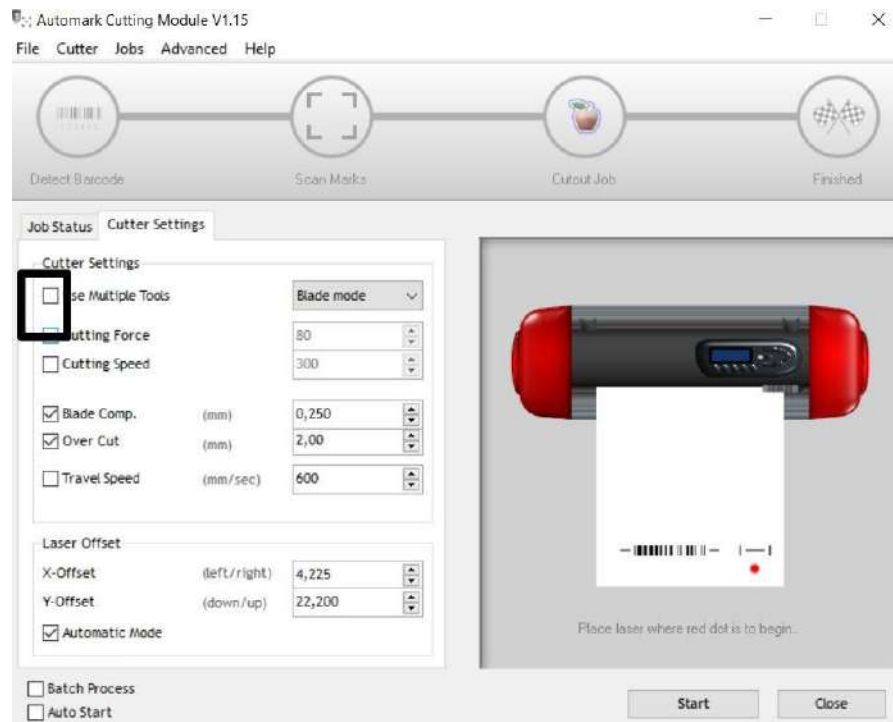 Automark Cutting Module V1.15
File Cutter Jobs Advanced Help
Detect Barcode Scan Marks Cutout Job Finished
Job Status Cutter Settings
Cutter Settings
Multiple Tools Blade mode
Force 80
Cutting Speed 300
Blade Comp. (mm) 0,250
Over Cut (mm) 2,00
Travel Speed (mm/sec) 600
Laser Offset
X-Offset (left/right) 4,225
Y-Offset (down/up) 22,200
Automatic Mode
Place laser where red dot is to begin..
Batch Process
Auto Start
Start Close